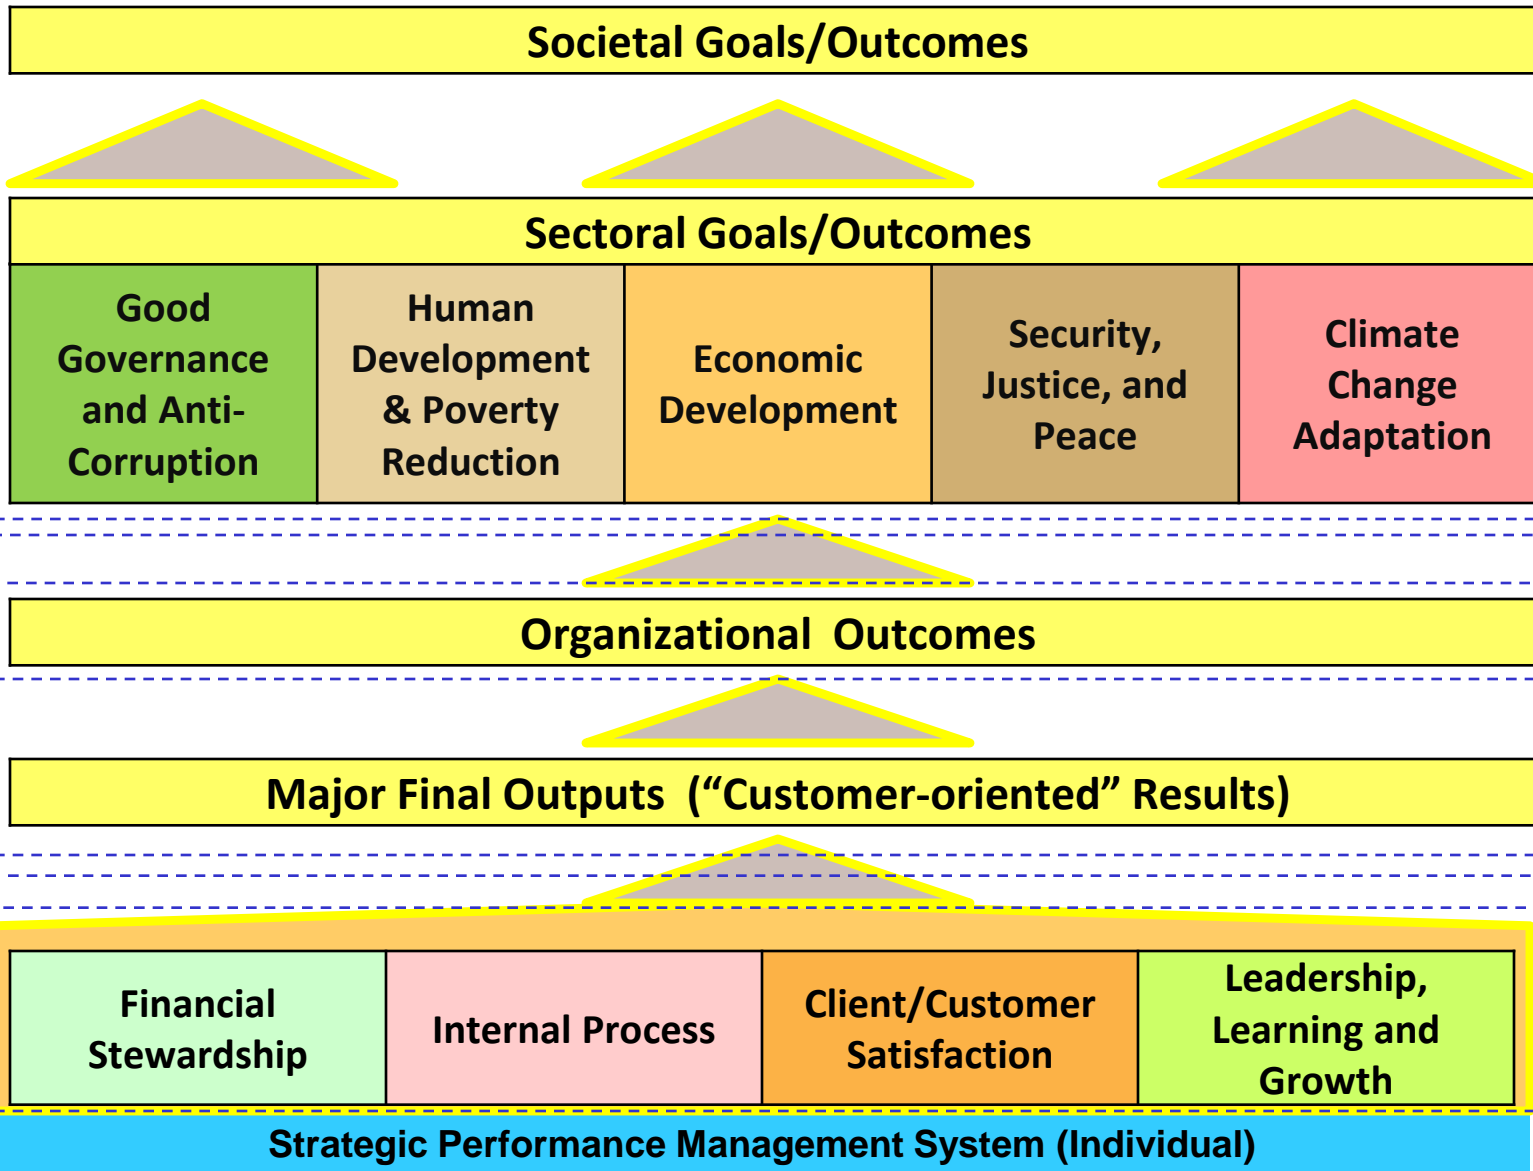 Societal Goals/Outcomes
Sectoral Goals/Outcomes
Good
Governance
and Anti-
Corruption
Human
Development
& Poverty
Reduction
Economic
Development
Security,
Justice, and
Peace
Climate
Change
Adaptation
Organizational  Outcomes
Major Final Outputs  (“Customer-oriented” Results)
Financial
Stewardship
Internal Process
Client/Customer
Satisfaction
Leadership,
Learning and
Growth
Strategic Performance Management System (Individual)